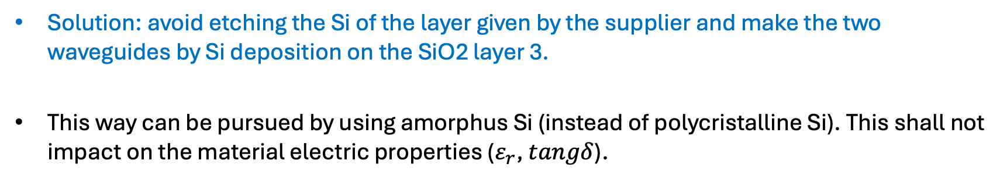 • Solution: avoid etching the Si of the layer given by the supplier and make the two
waveguides by Si deposition on the SiO2 layer 3.
• This way can be pursued by using amorphus Si (instead of polycristalline Si). This shall not
impact on the material electric properties (𝜀ᵣ, 𝑡𝑎𝑛𝑔𝛿).